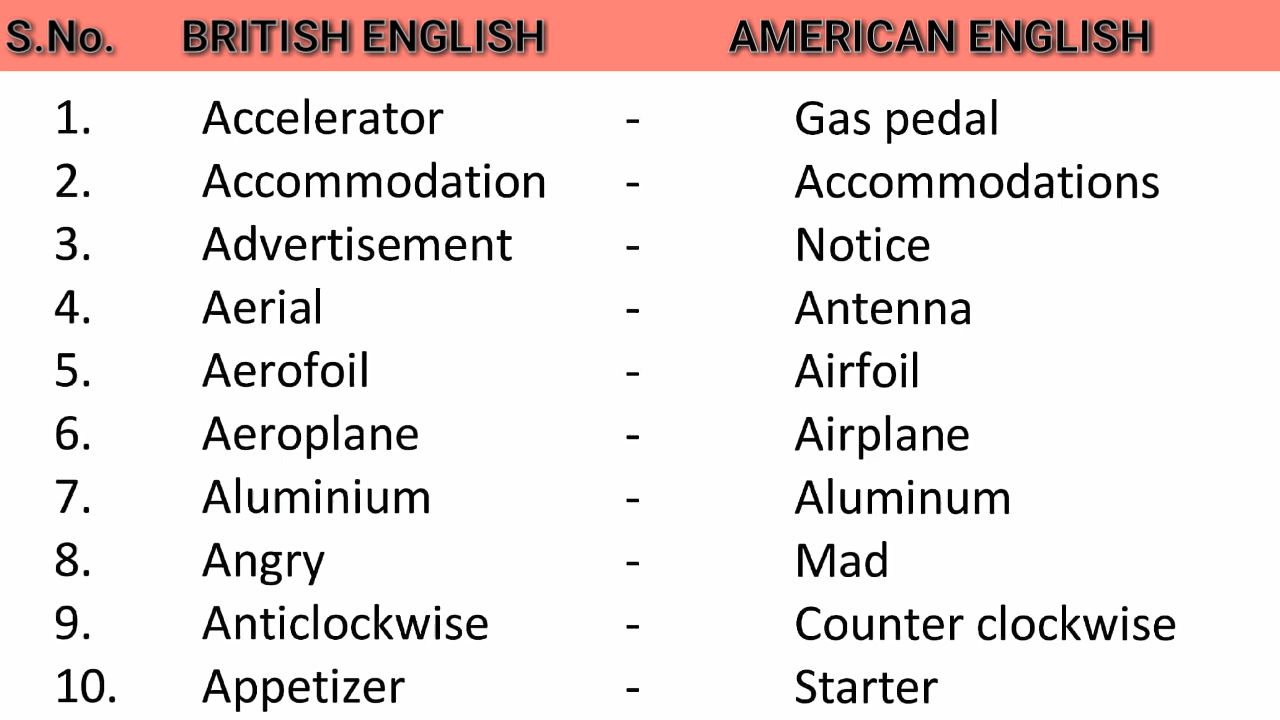 S.No. BRITISH ENGLISH AMERICAN ENGLISH
1. Accelerator - Gas pedal
2. Accommodation - Accommodations
3. Advertisement - Notice
4. Aerial - Antenna
5. Aerofoil - Airfoil
6. Aeroplane - Airplane
7. Aluminium - Aluminum
8. Angry - Mad
9. Anticlockwise - Counter clockwise
10. Appetizer - Starter